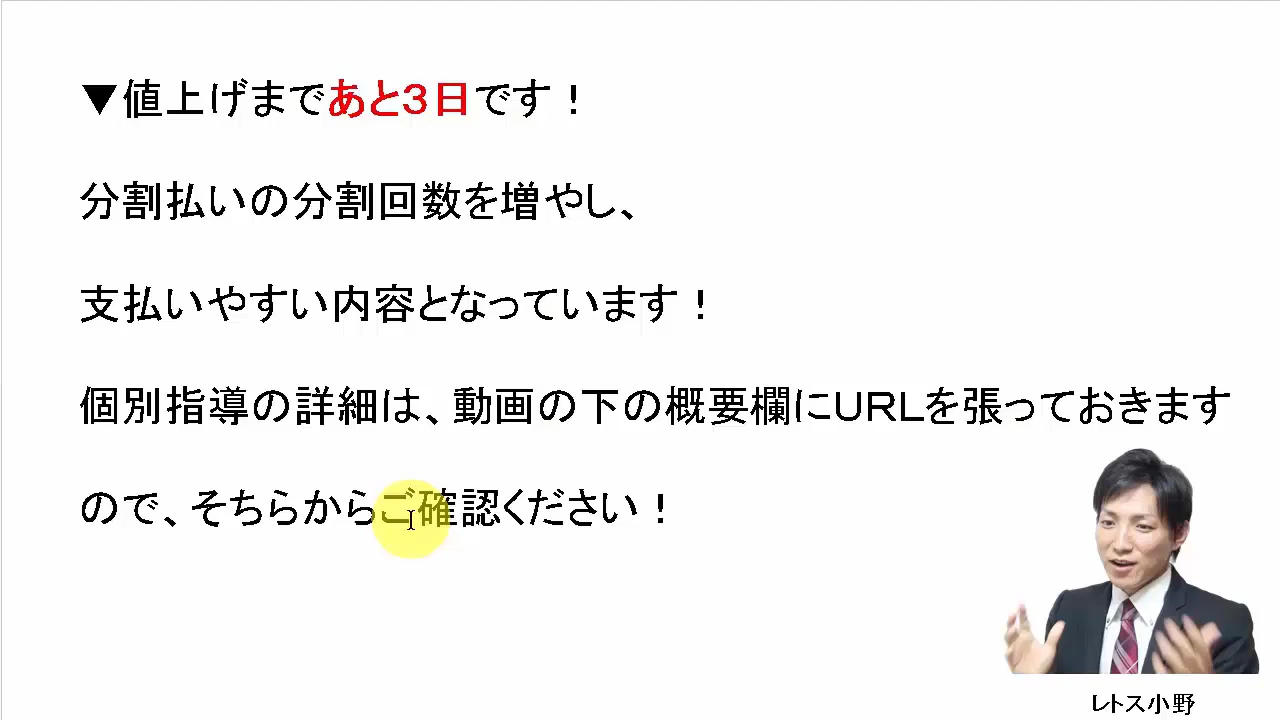 ▼値上げまであと３日です！
分割払いの分割回数を増やし、
支払いやすい内容となっています！
個別指導の詳細は、動画の下の概要欄にＵＲＬを張っておきます
ので、そちらからご確認ください！
レトス小野